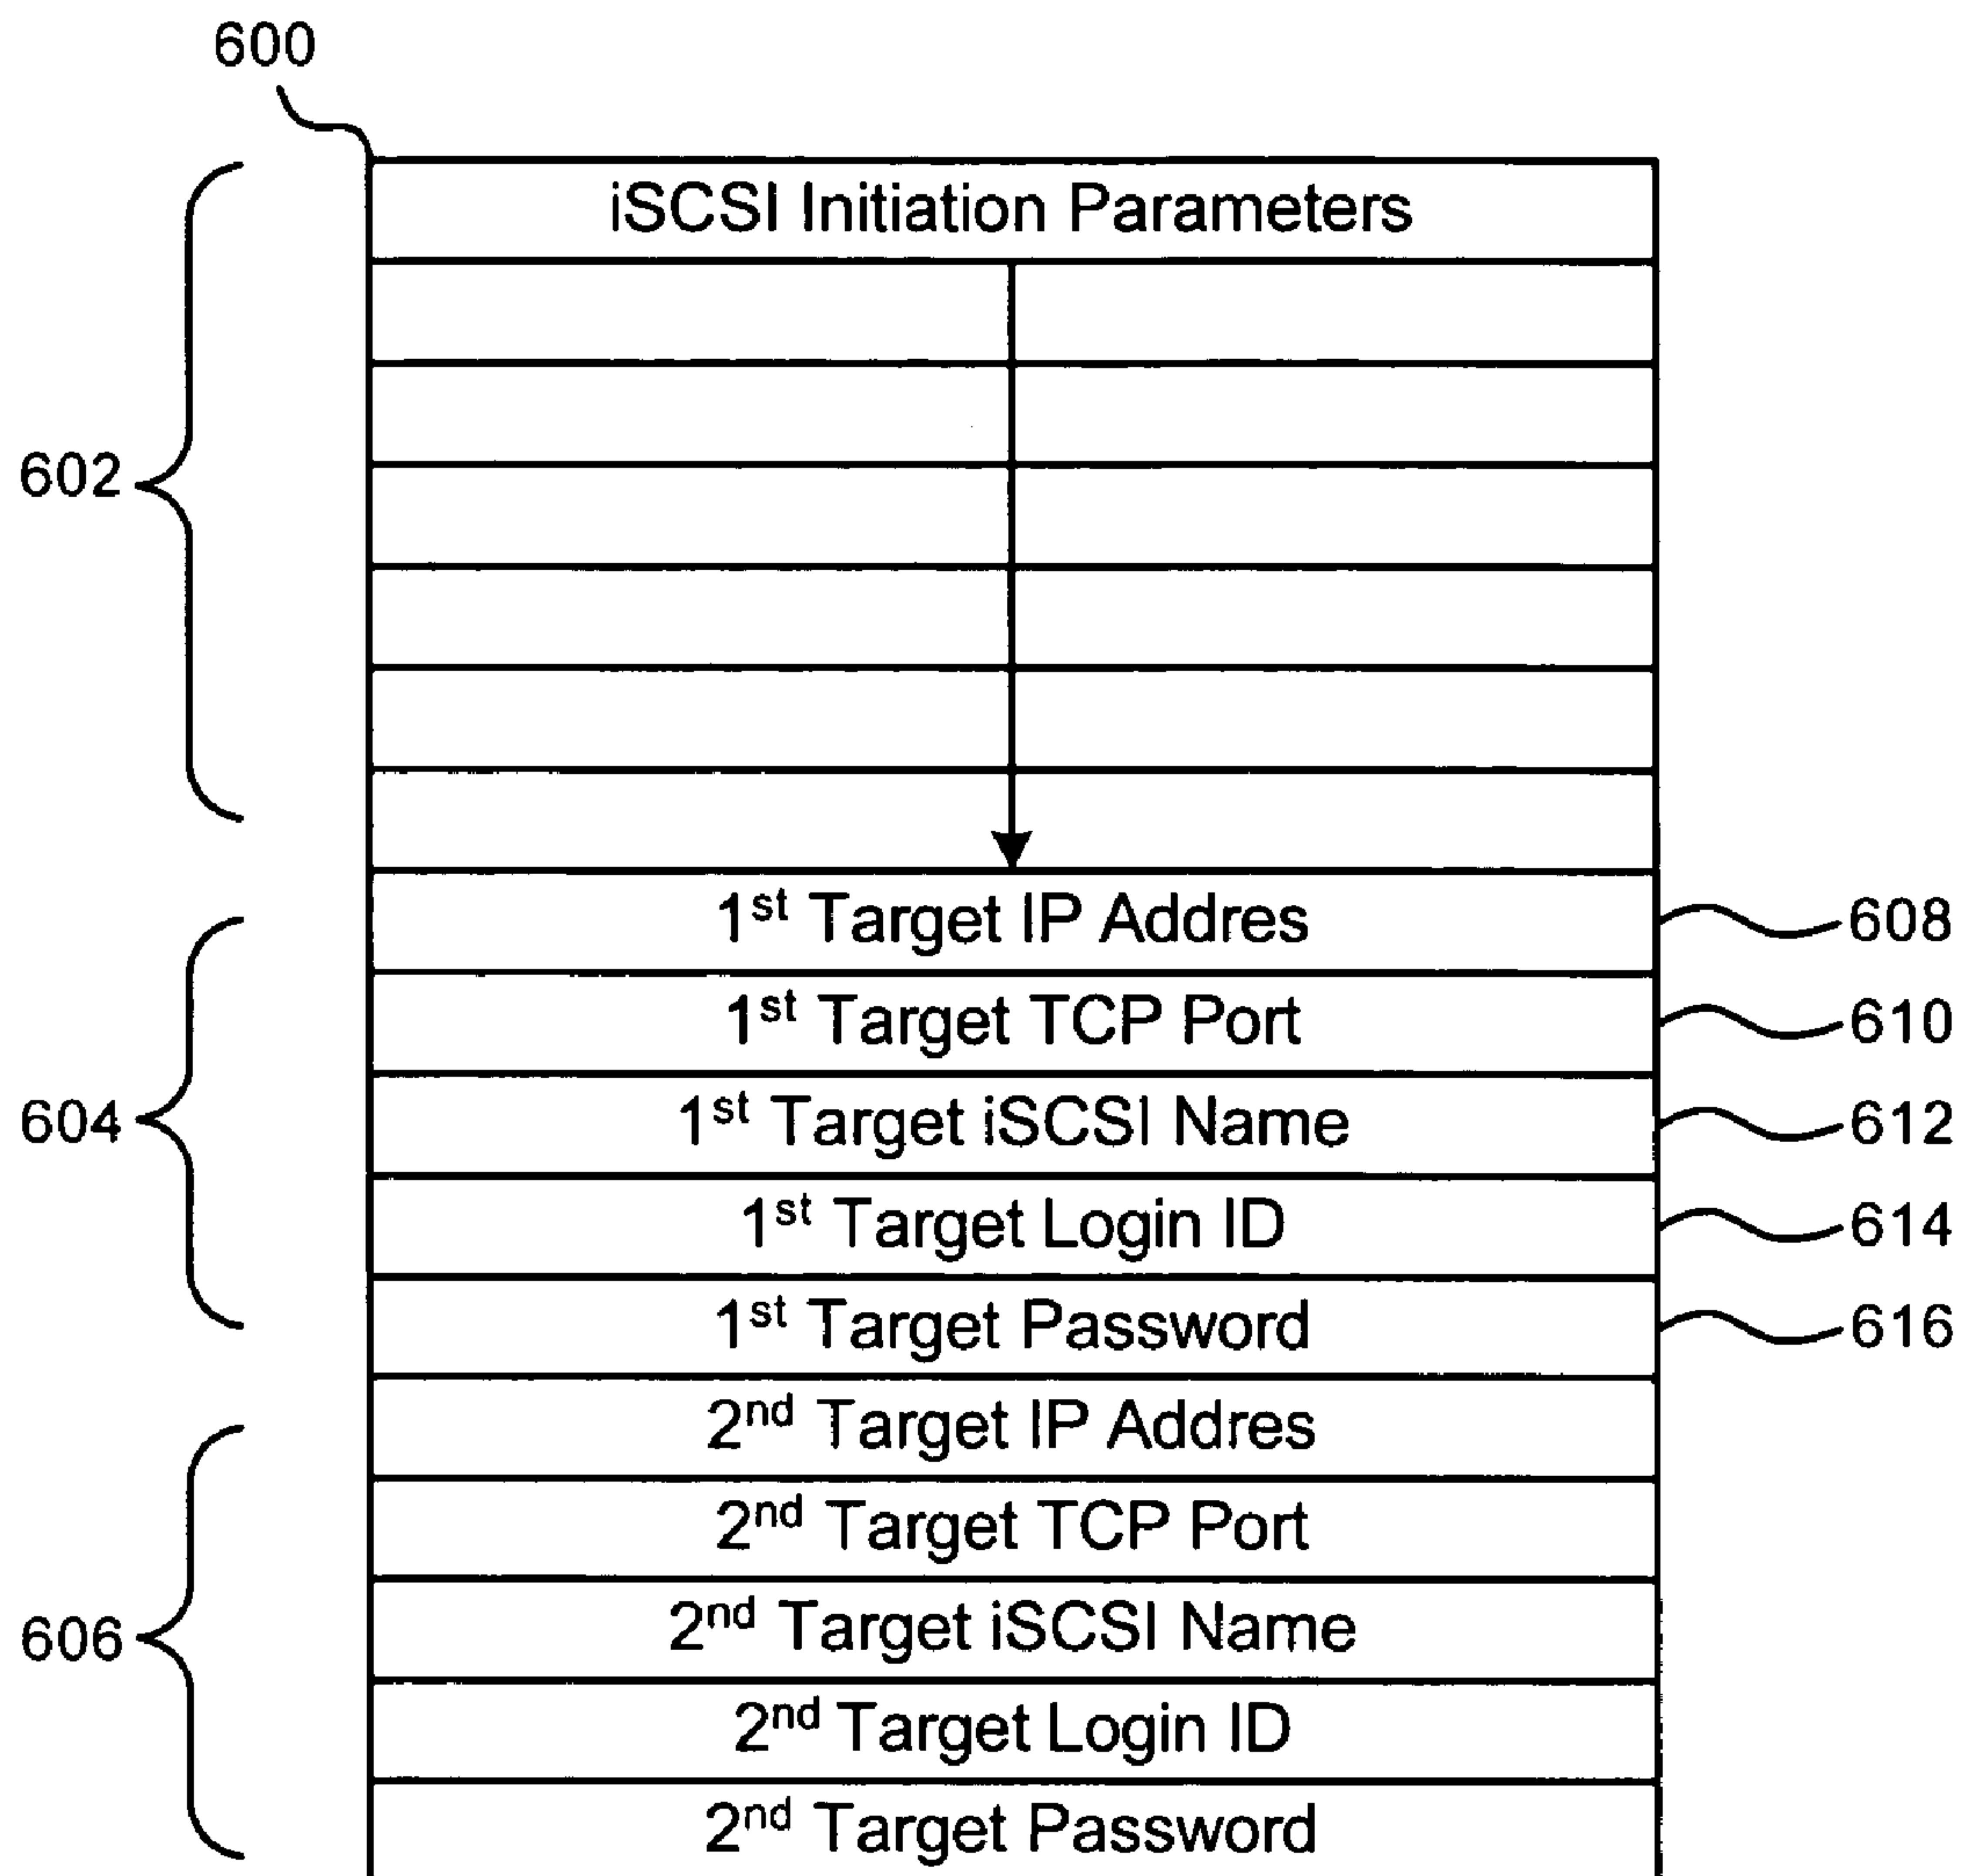 600
iSCSI Initiation Parameters
602
1st Target IP Addres 608
1st Target TCP Port 610
604 1st Target iSCSI Name 612
1st Target Login ID 614
1st Target Password 616
2nd Target IP Addres
2nd Target TCP Port
606 2nd Target iSCSI Name
2nd Target Login ID
2nd Target Password